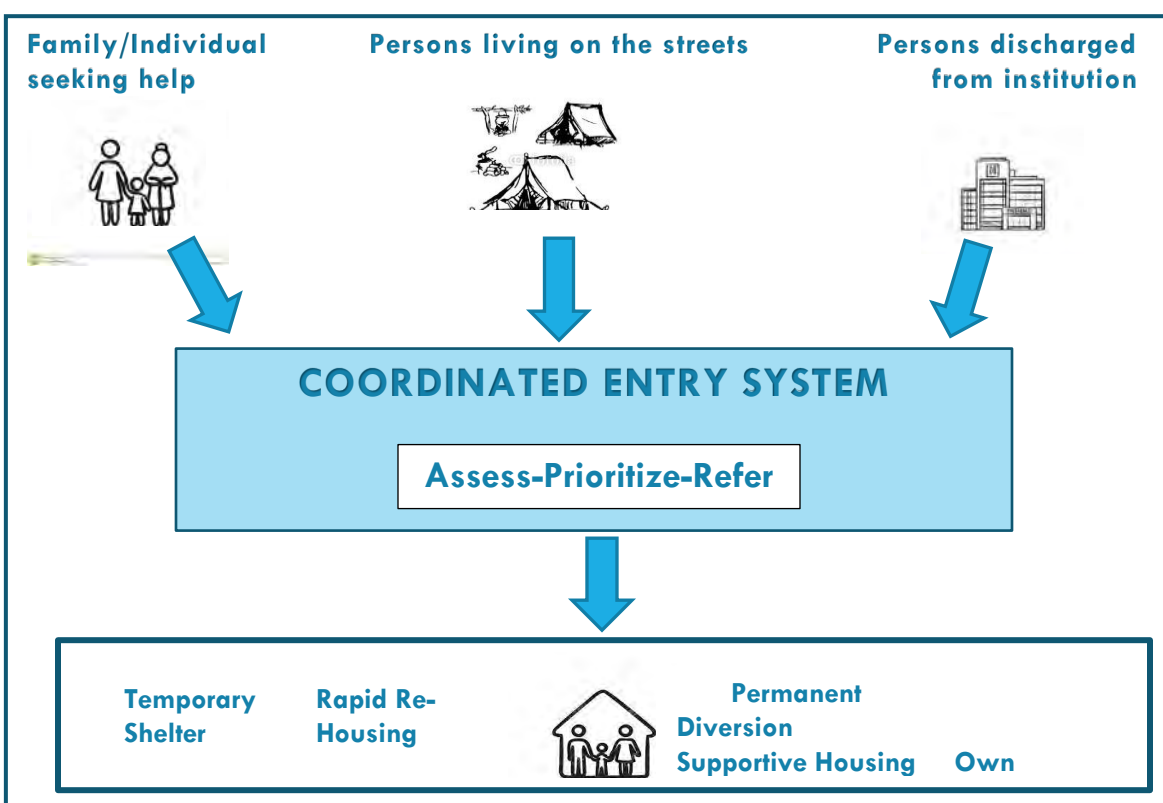 Family/Individual
seeking help
Persons living on the streets
Persons discharged
from institution
COORDINATED ENTRY SYSTEM
Assess-Prioritize-Refer
Temporary
Shelter
Rapid Re-
Housing
Permanent
Diversion
Supportive Housing Own